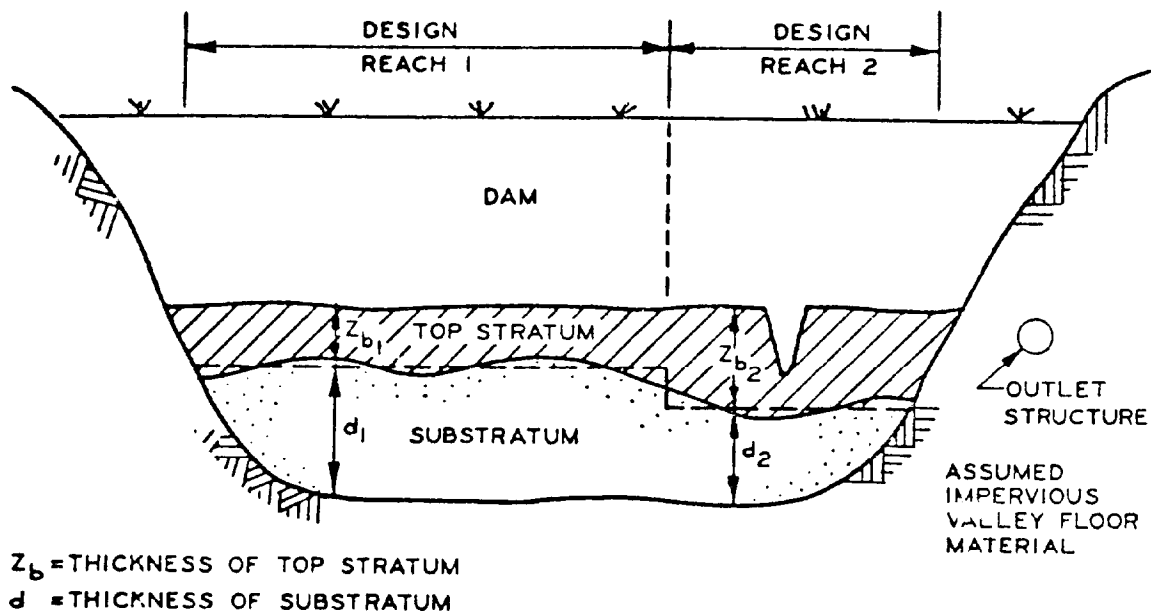 DESIGN
REACH 1
DESIGN
REACH 2
DAM
Zb1
TOP STRATUM
Zb2
d1
SUBSTRATUM
d2
OUTLET
STRUCTURE
ASSUMED
IMPERVIOUS
VALLEY FLOOR
MATERIAL
Zb = THICKNESS OF TOP STRATUM
d = THICKNESS OF SUBSTRATUM